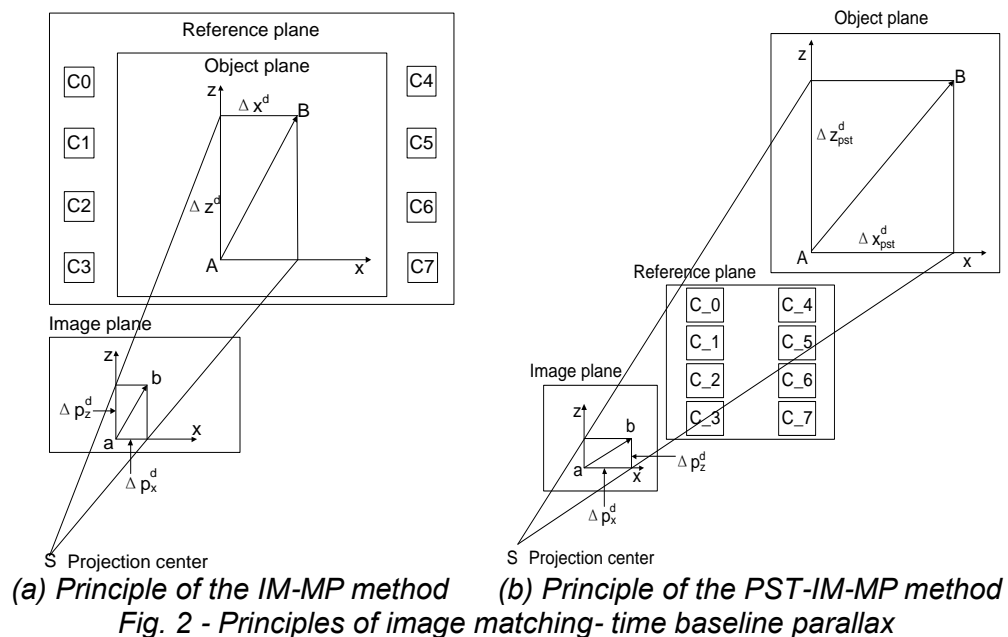 Reference plane
Object plane
C0
C1
C2
C3
C4
C5
C6
C7
z
Δ x^d
B
Δ z^d
A
x
Image plane
z
b
Δ p_z^d
a
x
Δ p_x^d
S Projection center
(a) Principle of the IM-MP method
Object plane
z
B
Δ z_pst^d
Δ x_pst^d
A
x
Reference plane
C_0
C_1
C_2
C_3
C_4
C_5
C_6
C_7
Image plane
z
b
a
Δ p_z^d
x
Δ p_x^d
S Projection center
(b) Principle of the PST-IM-MP method
Fig. 2 - Principles of image matching- time baseline parallax